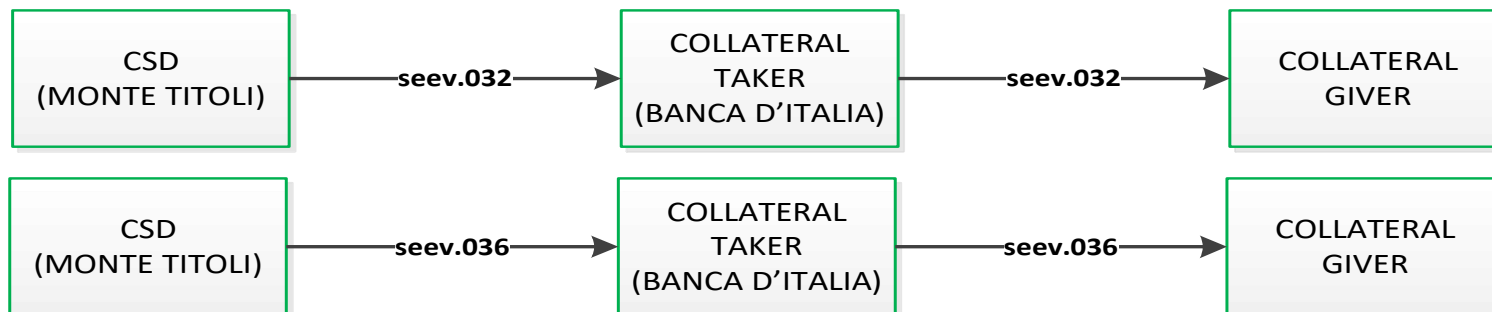 CSD
(MONTE TITOLI)
seev.032
COLLATERAL
TAKER
(BANCA D’ITALIA)
seev.032
COLLATERAL
GIVER
CSD
(MONTE TITOLI)
seev.036
COLLATERAL
TAKER
(BANCA D’ITALIA)
seev.036
COLLATERAL
GIVER